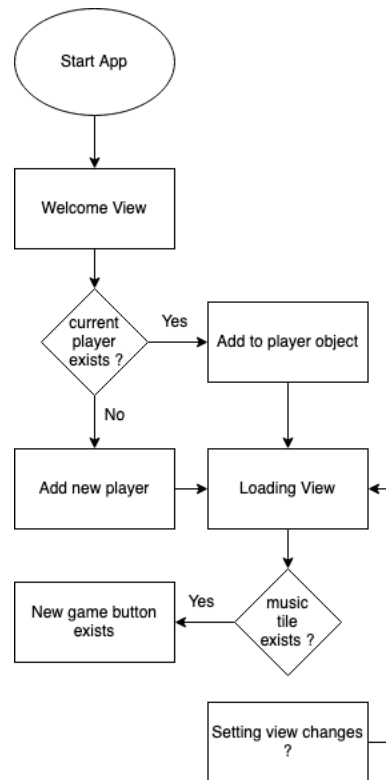 Start App
Welcome View
current
player
exists ?
Yes
Add to player object
No
Add new player
Loading View
New game button
exists
Yes
music
tile
exists ?
Setting view changes
?